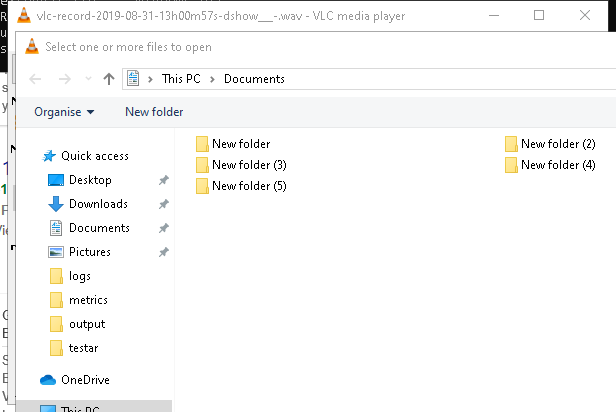 vlc-record-2019-08-31-13h00m57s-dshow___-.wav - VLC media player
Select one or more files to open
This PC > Documents
Organise New folder
Quick access
Desktop
Downloads
Documents
Pictures
logs
metrics
output
testar
OneDrive
This PC
New folder
New folder (2)
New folder (3)
New folder (4)
New folder (5)